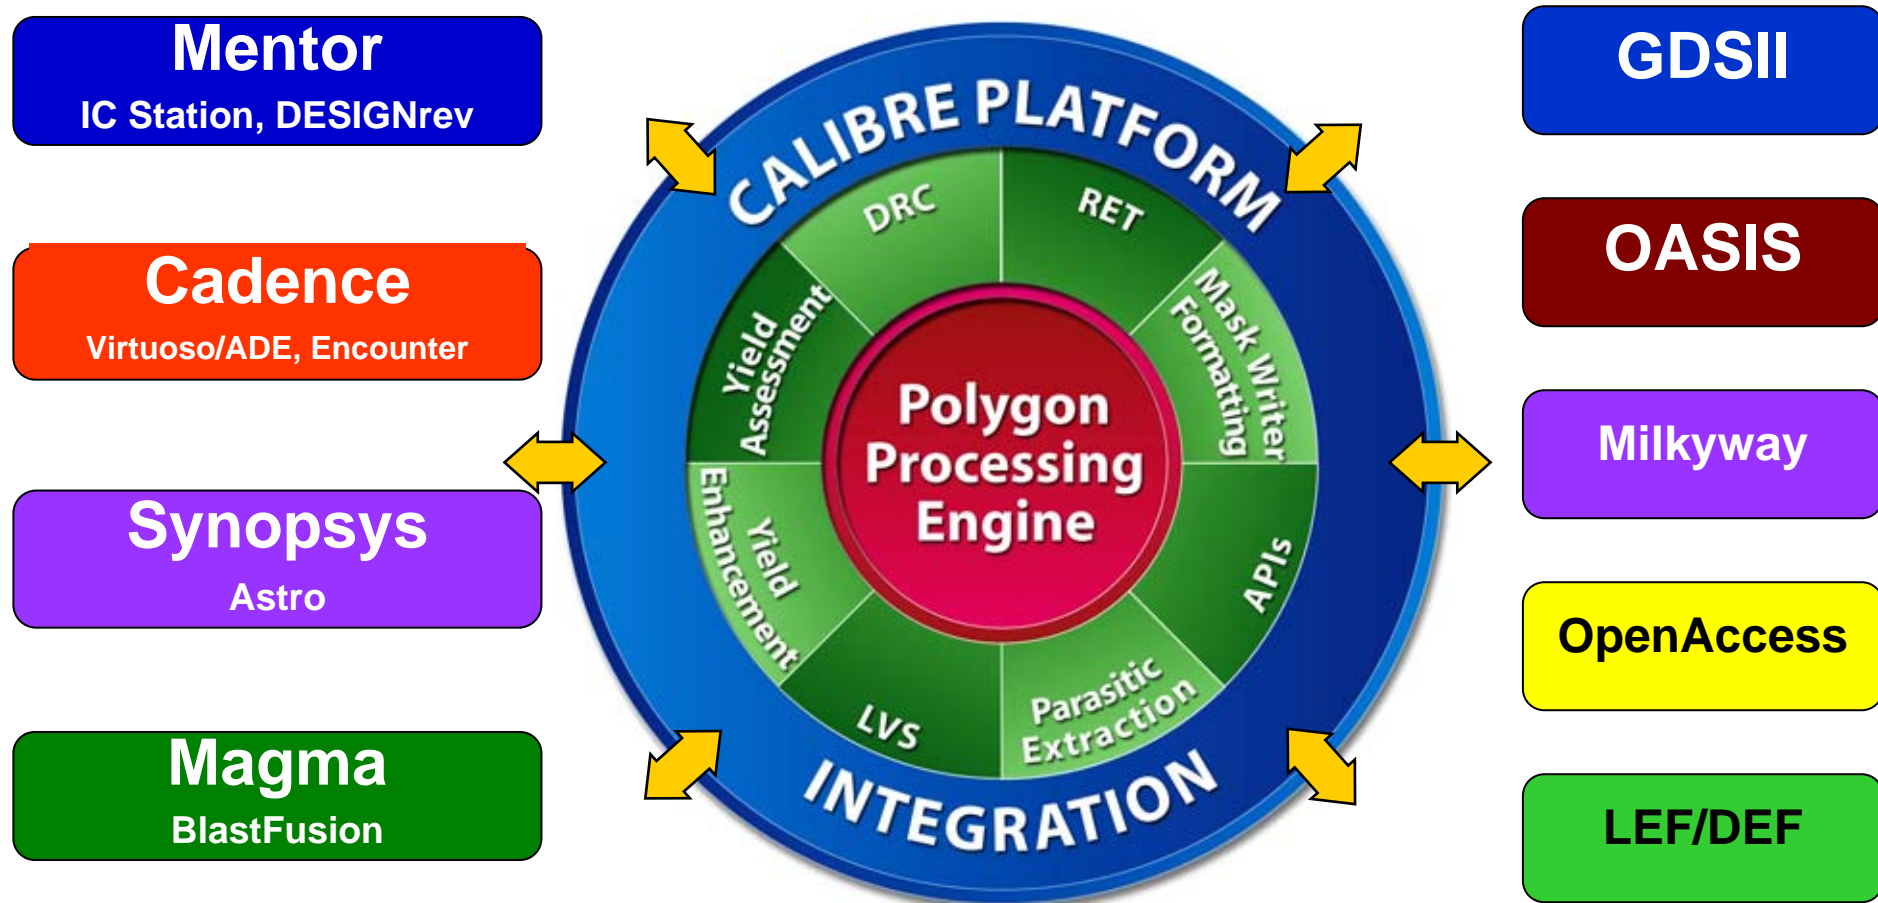 Mentor
IC Station, DESIGNrev
Cadence
Virtuoso/ADE, Encounter
Synopsys
Astro
Magma
BlastFusion
CALIBRE PLATFORM
DRC
RET
Mask Writer
Formatting
APIs
Parasitic
Extraction
LVS
Yield
Enhancement
Yield
Assessment
Polygon
Processing
Engine
INTEGRATION
GDSII
OASIS
Milkyway
OpenAccess
LEF/DEF